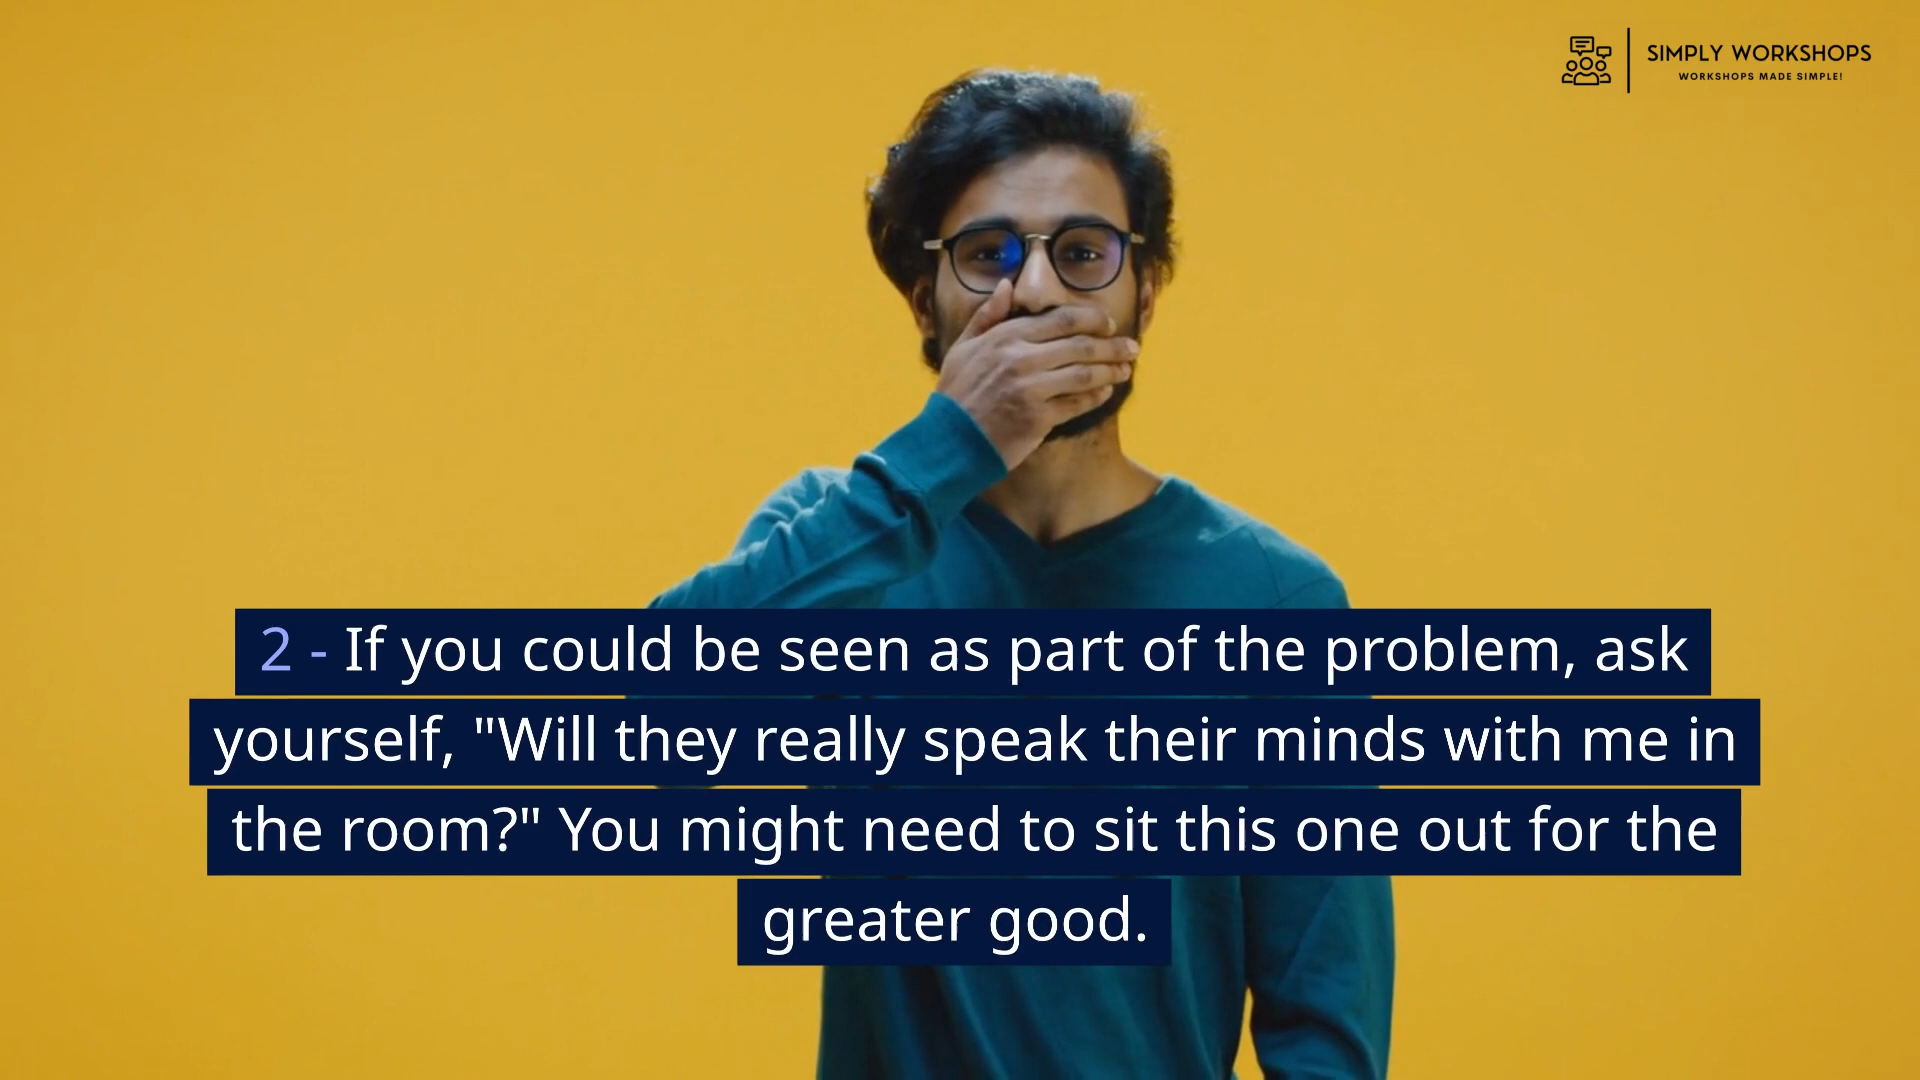 SIMPLY WORKSHOPS
WORKSHOPS MADE SIMPLE!
2 - If you could be seen as part of the problem, ask
yourself, "Will they really speak their minds with me in
the room?" You might need to sit this one out for the
greater good.